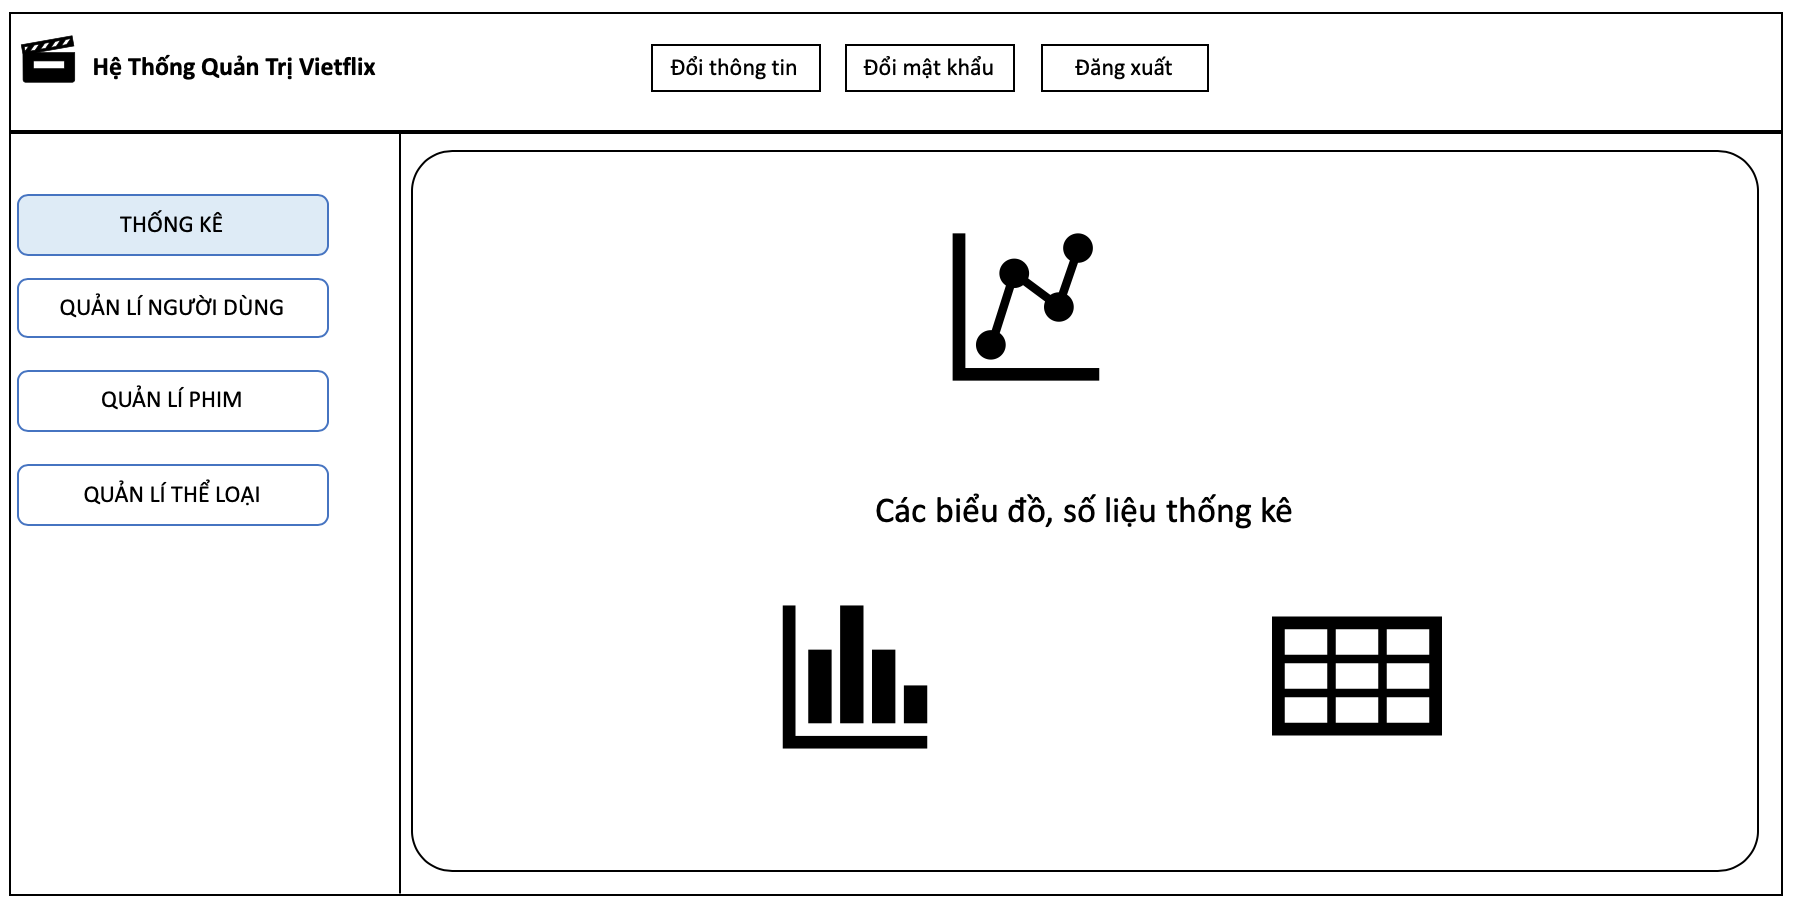 Hệ Thống Quản Trị Vietflix
Đổi thông tin
Đổi mật khẩu
Đăng xuất
THỐNG KÊ
QUẢN LÍ NGƯỜI DÙNG
QUẢN LÍ PHIM
QUẢN LÍ THỂ LOẠI
Các biểu đồ, số liệu thống kê